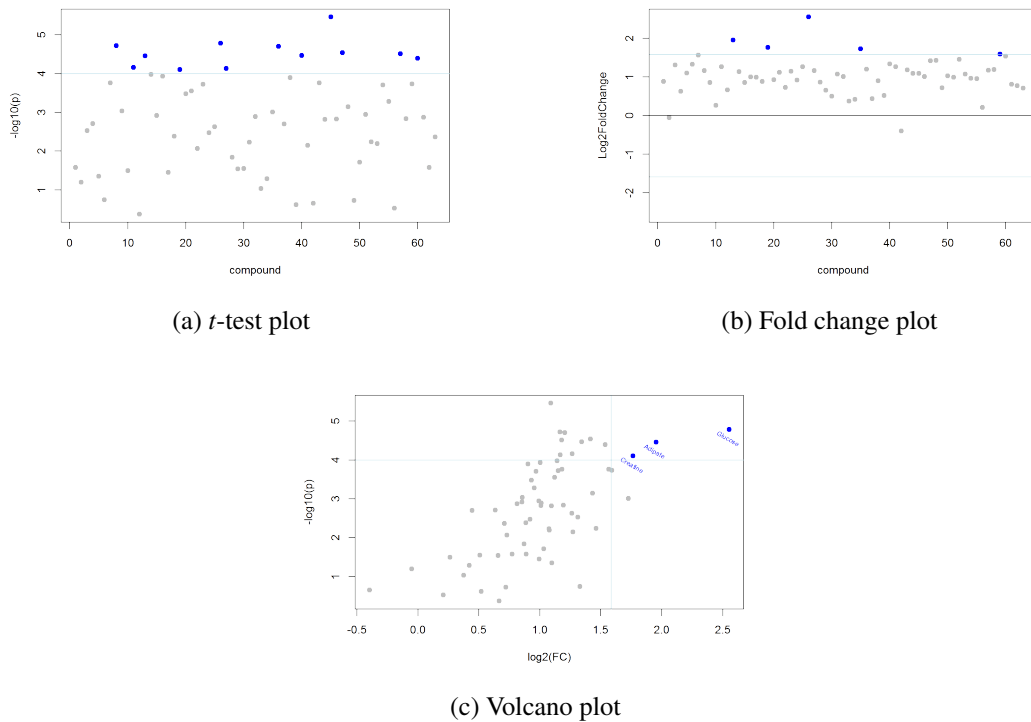 -log10(p)
5
4
3
2
1
0 10 20 30 40 50 60
compound
(a) t-test plot
Log2FoldChange
2
1
0
-1
-2
0 10 20 30 40 50 60
compound
(b) Fold change plot
-log10(p)
5
4
3
2
1
Glucose
Adipate
Creatine
-0.5 0.0 0.5 1.0 1.5 2.0 2.5
log2(FC)
(c) Volcano plot